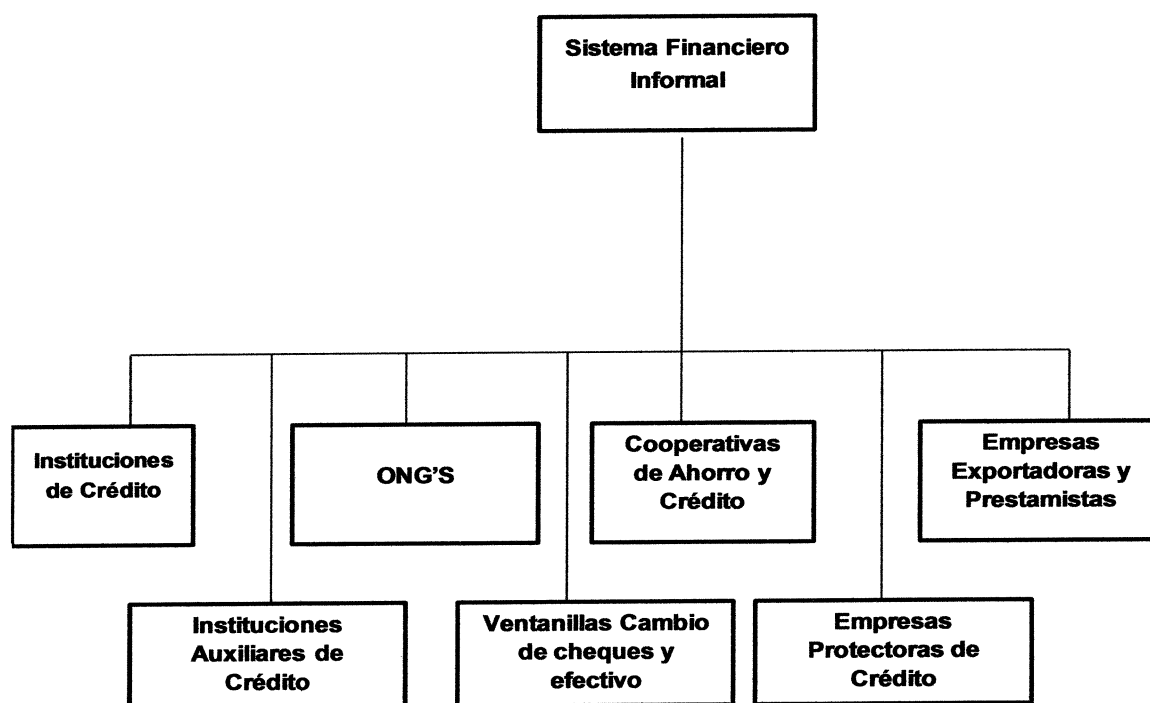 Sistema Financiero
Informal
Instituciones
de Crédito
ONG'S
Cooperativas
de Ahorro y
Crédito
Empresas
Exportadoras y
Prestamistas
Instituciones
Auxiliares de
Crédito
Ventanillas Cambio
de cheques y
efectivo
Empresas
Protectoras de
Crédito